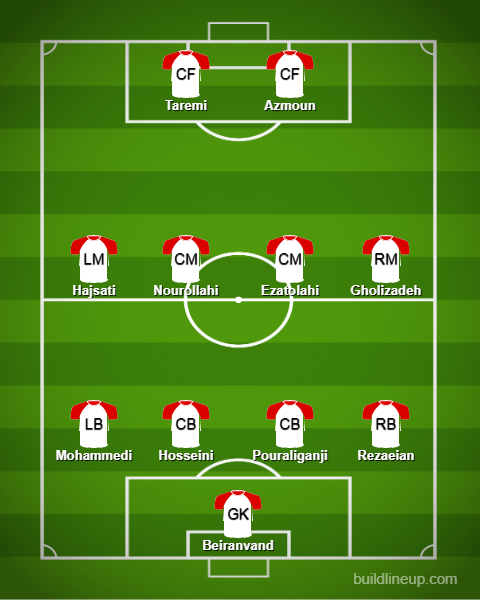 CF CF
Taremi Azmoun
LM CM CM RM
Hajsati Nourollahi Ezatolahi Gholizadeh
LB CB CB RB
Mohammedi Hosseini Pouraliganji Rezaeian
GK
Beiranvand
buildlineup.com